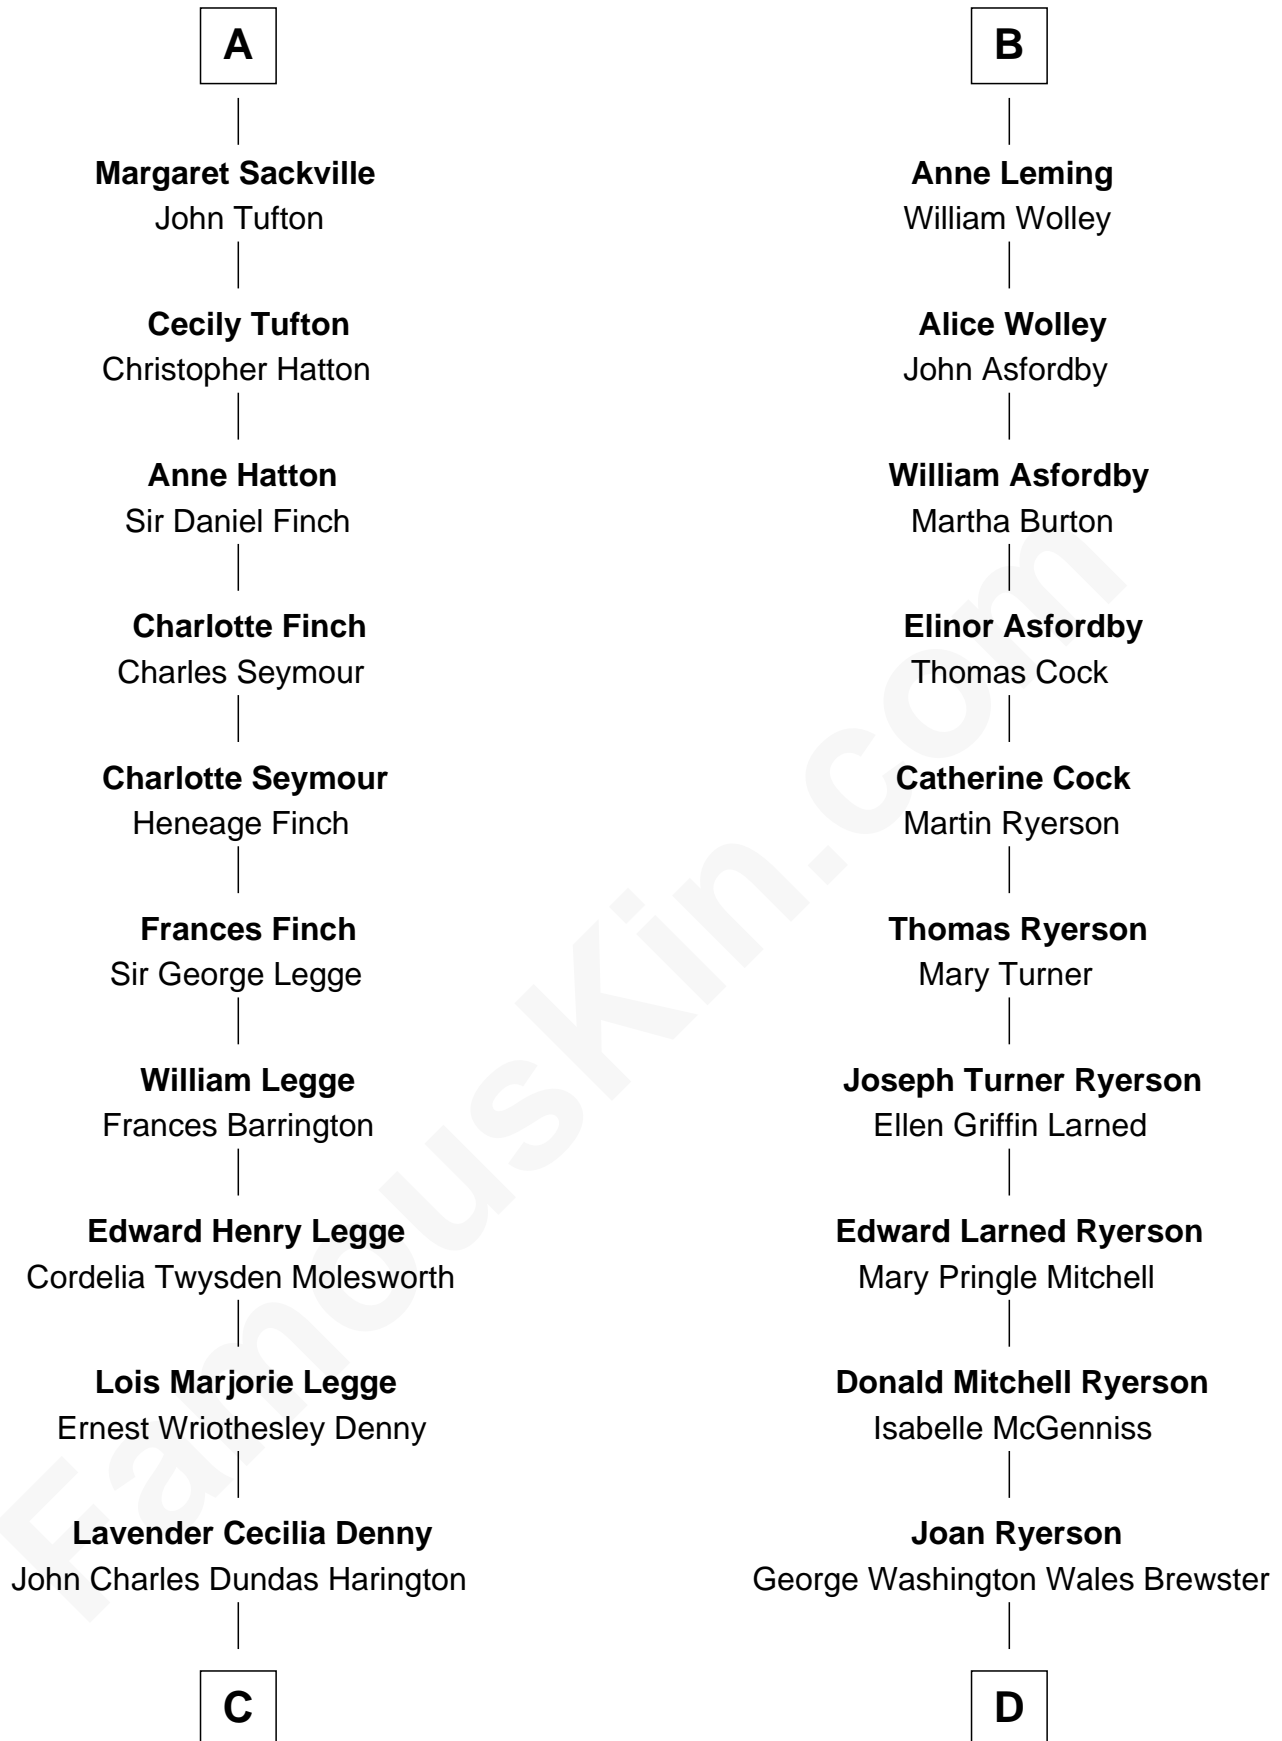 A
Margaret Sackville
John Tufton
Cecily Tufton
Christopher Hatton
Anne Hatton
Sir Daniel Finch
Charlotte Finch
Charles Seymour
Charlotte Seymour
Heneage Finch
Frances Finch
Sir George Legge
William Legge
Frances Barrington
Edward Henry Legge
Cordelia Twysden Molesworth
Lois Marjorie Legge
Ernest Wriothesley Denny
Lavender Cecilia Denny
John Charles Dundas Harington
C
B
Anne Leming
William Wolley
Alice Wolley
John Asfordby
William Asfordby
Martha Burton
Elinor Asfordby
Thomas Cock
Catherine Cock
Martin Ryerson
Thomas Ryerson
Mary Turner
Joseph Turner Ryerson
Ellen Griffin Larned
Edward Larned Ryerson
Mary Pringle Mitchell
Donald Mitchell Ryerson
Isabelle McGenniss
Joan Ryerson
George Washington Wales Brewster
D
FamousKin.com